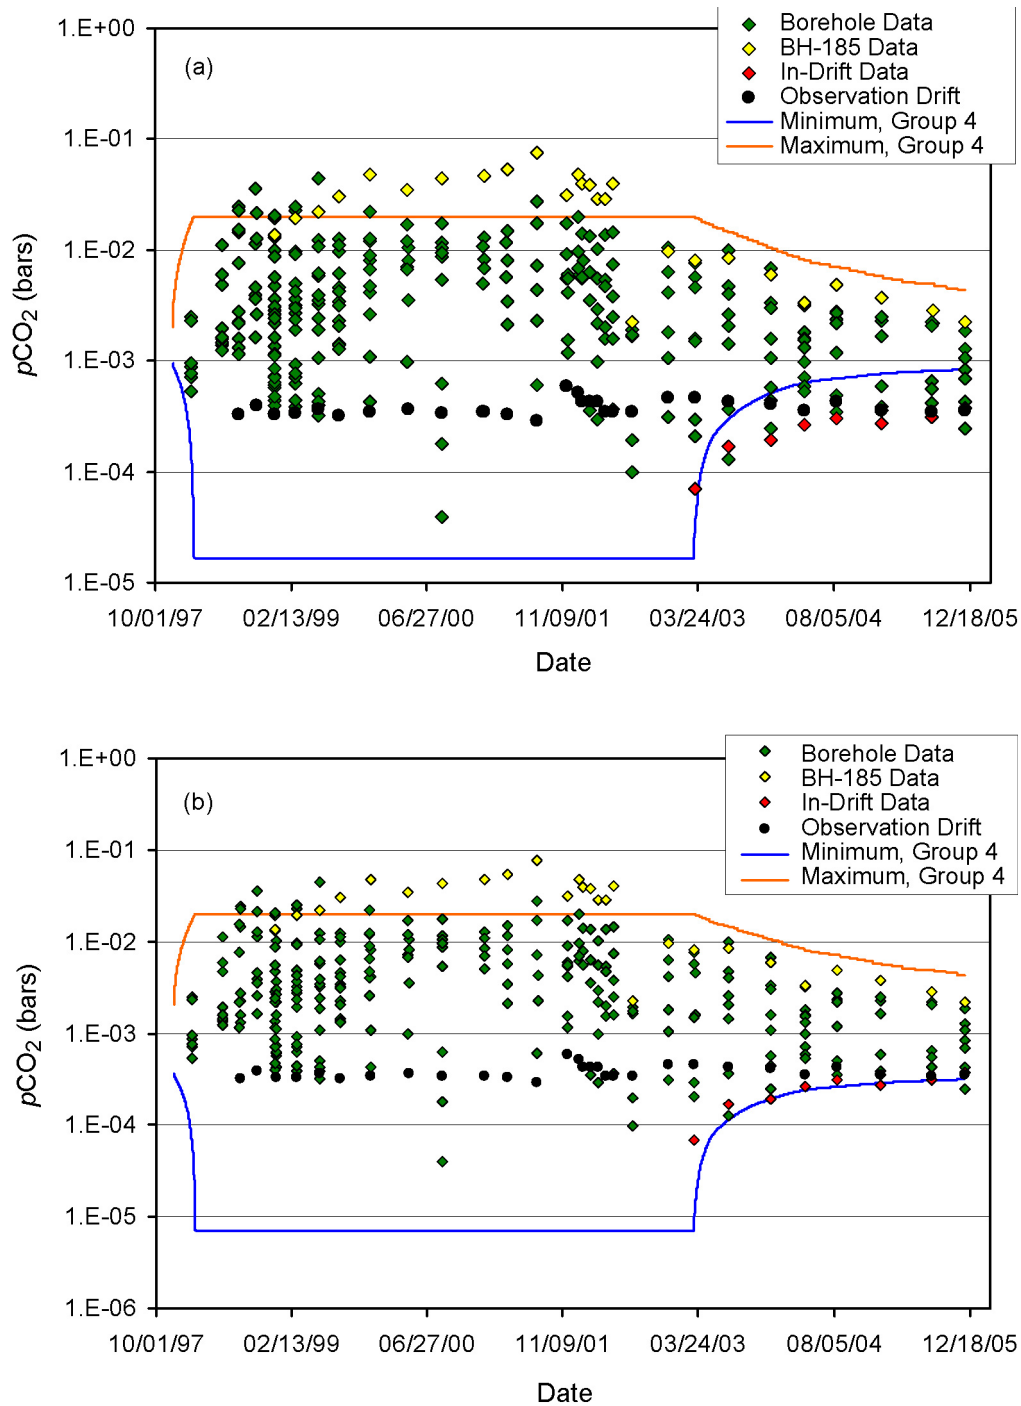 1.E+00
1.E-01
1.E-02
1.E-03
1.E-04
1.E-05
pCO2 (bars)
(a)
Borehole Data
BH-185 Data
In-Drift Data
Observation Drift
Minimum, Group 4
Maximum, Group 4
10/01/97 02/13/99 06/27/00 11/09/01 03/24/03 08/05/04 12/18/05
Date
1.E+00
1.E-01
1.E-02
1.E-03
1.E-04
1.E-05
1.E-06
pCO2 (bars)
(b)
Borehole Data
BH-185 Data
In-Drift Data
Observation Drift
Minimum, Group 4
Maximum, Group 4
10/01/97 02/13/99 06/27/00 11/09/01 03/24/03 08/05/04 12/18/05
Date